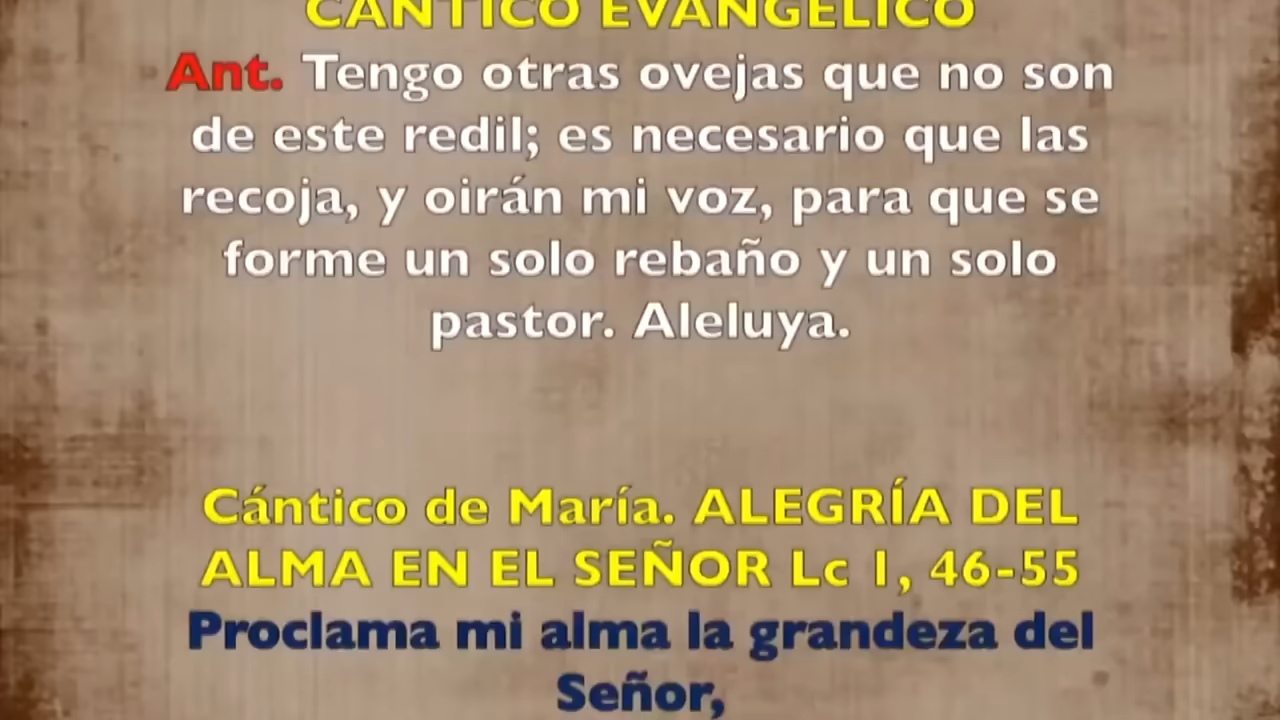 CÁNTICO EVANGÉLICO
Ant. Tengo otras ovejas que no son
de este redil; es necesario que las
recoja, y oirán mi voz, para que se
forme un solo rebaño y un solo
pastor. Aleluya.
Cántico de María. ALEGRÍA DEL
ALMA EN EL SEÑOR Lc 1, 46-55
Proclama mi alma la grandeza del
Señor,